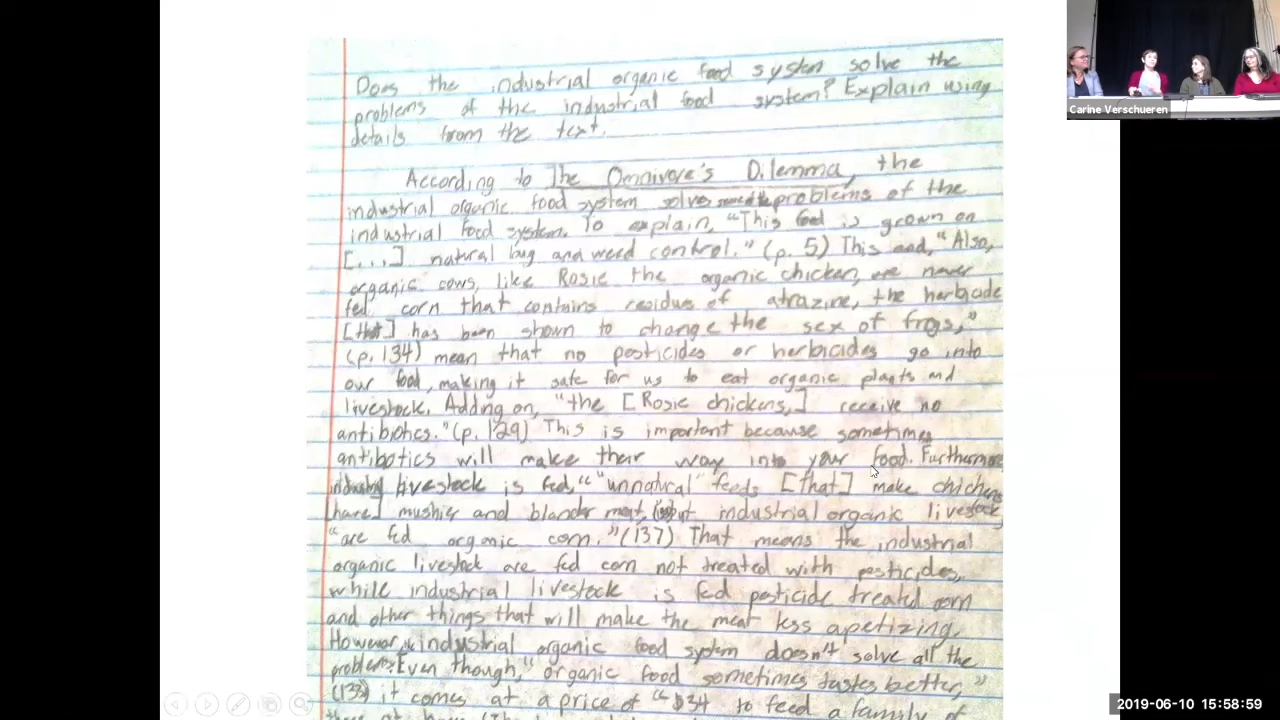 Does the industrial organic food system solve the
problems of the industrial food system? Explain using
details from the text.
According to The Omnivore's Dilemma, the
industrial organic food system solves some of the problems of the
industrial food system. To explain, "This food is grown on
[...] natural bug and weed control." (p. 5) This and, "Also,
organic cows, like Rosie the organic chicken, are never
fed corn that contains residues of atrazine, the herbicide
[that] has been shown to change the sex of frogs,"
(p. 134) mean that no pesticides or herbicides go into
our food, making it safe for us to eat organic plants and
livestock. Adding on, "the [Rosie chickens,] receive no
antibiotics." (p. 129) This is important because sometimes
antibotics will make their way into your food. Furthermore
livestock is fed, "unnatural" feeds [that] make chickens
[have] mushier and blander meat, but industrial organic livestock
"are fed organic corn." (137) That means the industrial
organic livestock are fed corn not treated with pesticides,
while industrial livestock is fed pesticide treated corn
and other things that will make the meat less apetizing.
However, industrial organic food system doesn't solve all the
problems. Even though, "organic food sometimes tastes better,"
(133) it comes at a price of "$34 to feed a family of
Carine Verschueren
2019-06-10 15:58:59